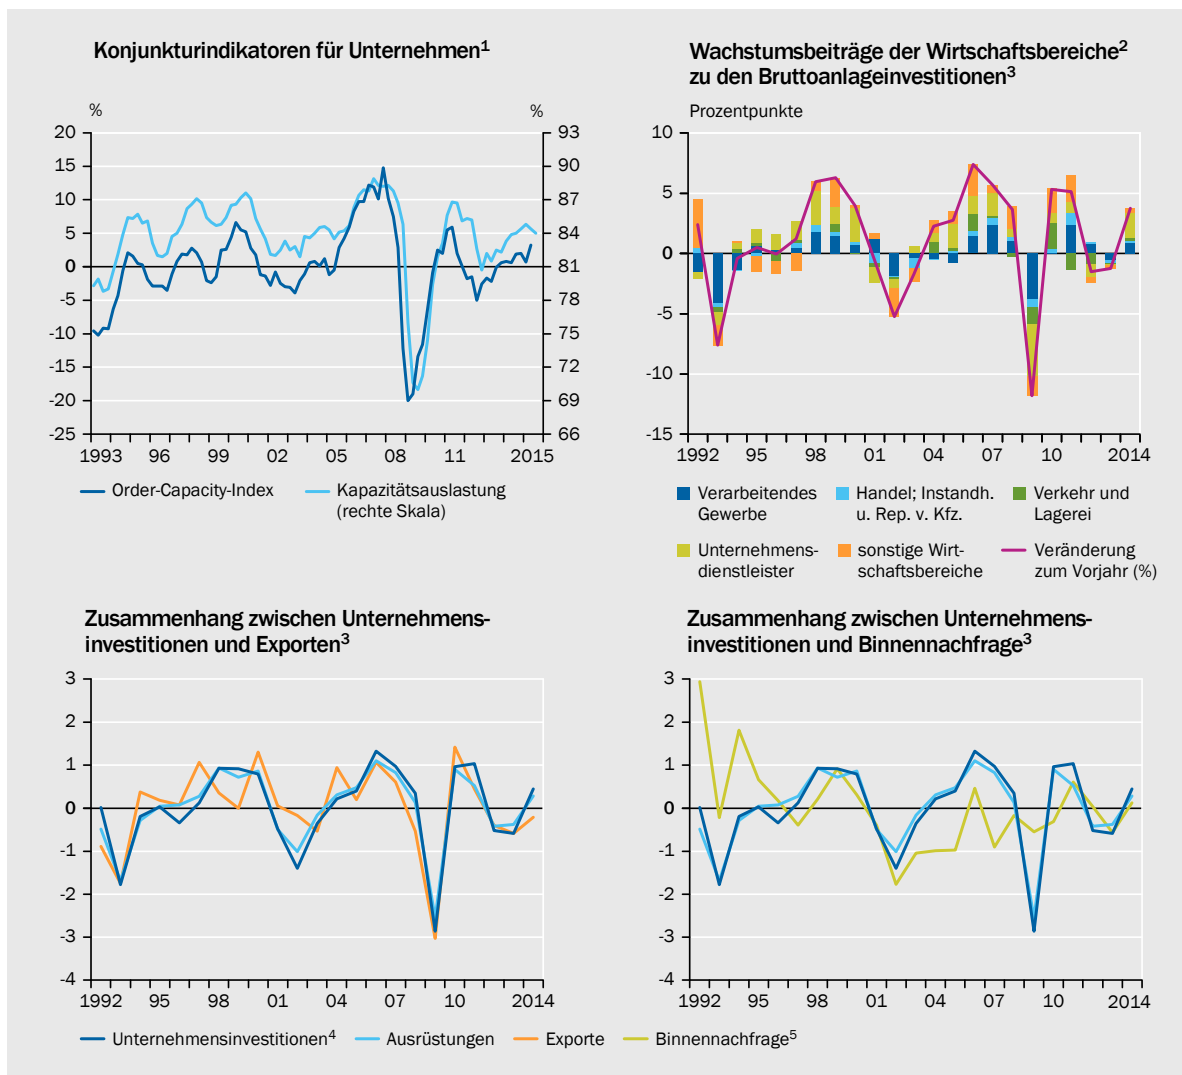 Konjunkturindikatoren für Unternehmen¹
%
%
20
15
10
5
0
-5
-10
-15
-20
-25
93
90
87
84
81
78
75
72
69
66
1993 96 99 02 05 08 11 2015
Order-Capacity-Index
Kapazitätsauslastung
(rechte Skala)
Wachstumsbeiträge der Wirtschaftsbereiche²
zu den Bruttoanlageinvestitionen³
Prozentpunkte
10
5
0
-5
-10
-15
1992 95 98 01 04 07 10 2014
Verarbeitendes
Gewerbe
Handel; Instandh.
u. Rep. v. Kfz.
Verkehr und
Lagerei
Unternehmens-
dienstleister
sonstige Wirt-
schaftsbereiche
Veränderung
zum Vorjahr (%)
Zusammenhang zwischen Unternehmens-
investitionen und Exporten³
3
2
1
0
-1
-2
-3
-4
1992 95 98 01 04 07 10 2014
Zusammenhang zwischen Unternehmens-
investitionen und Binnennachfrage³
3
2
1
0
-1
-2
-3
-4
1992 95 98 01 04 07 10 2014
Unternehmensinvestitionen⁴ Ausrüstungen Exporte Binnennachfrage⁵